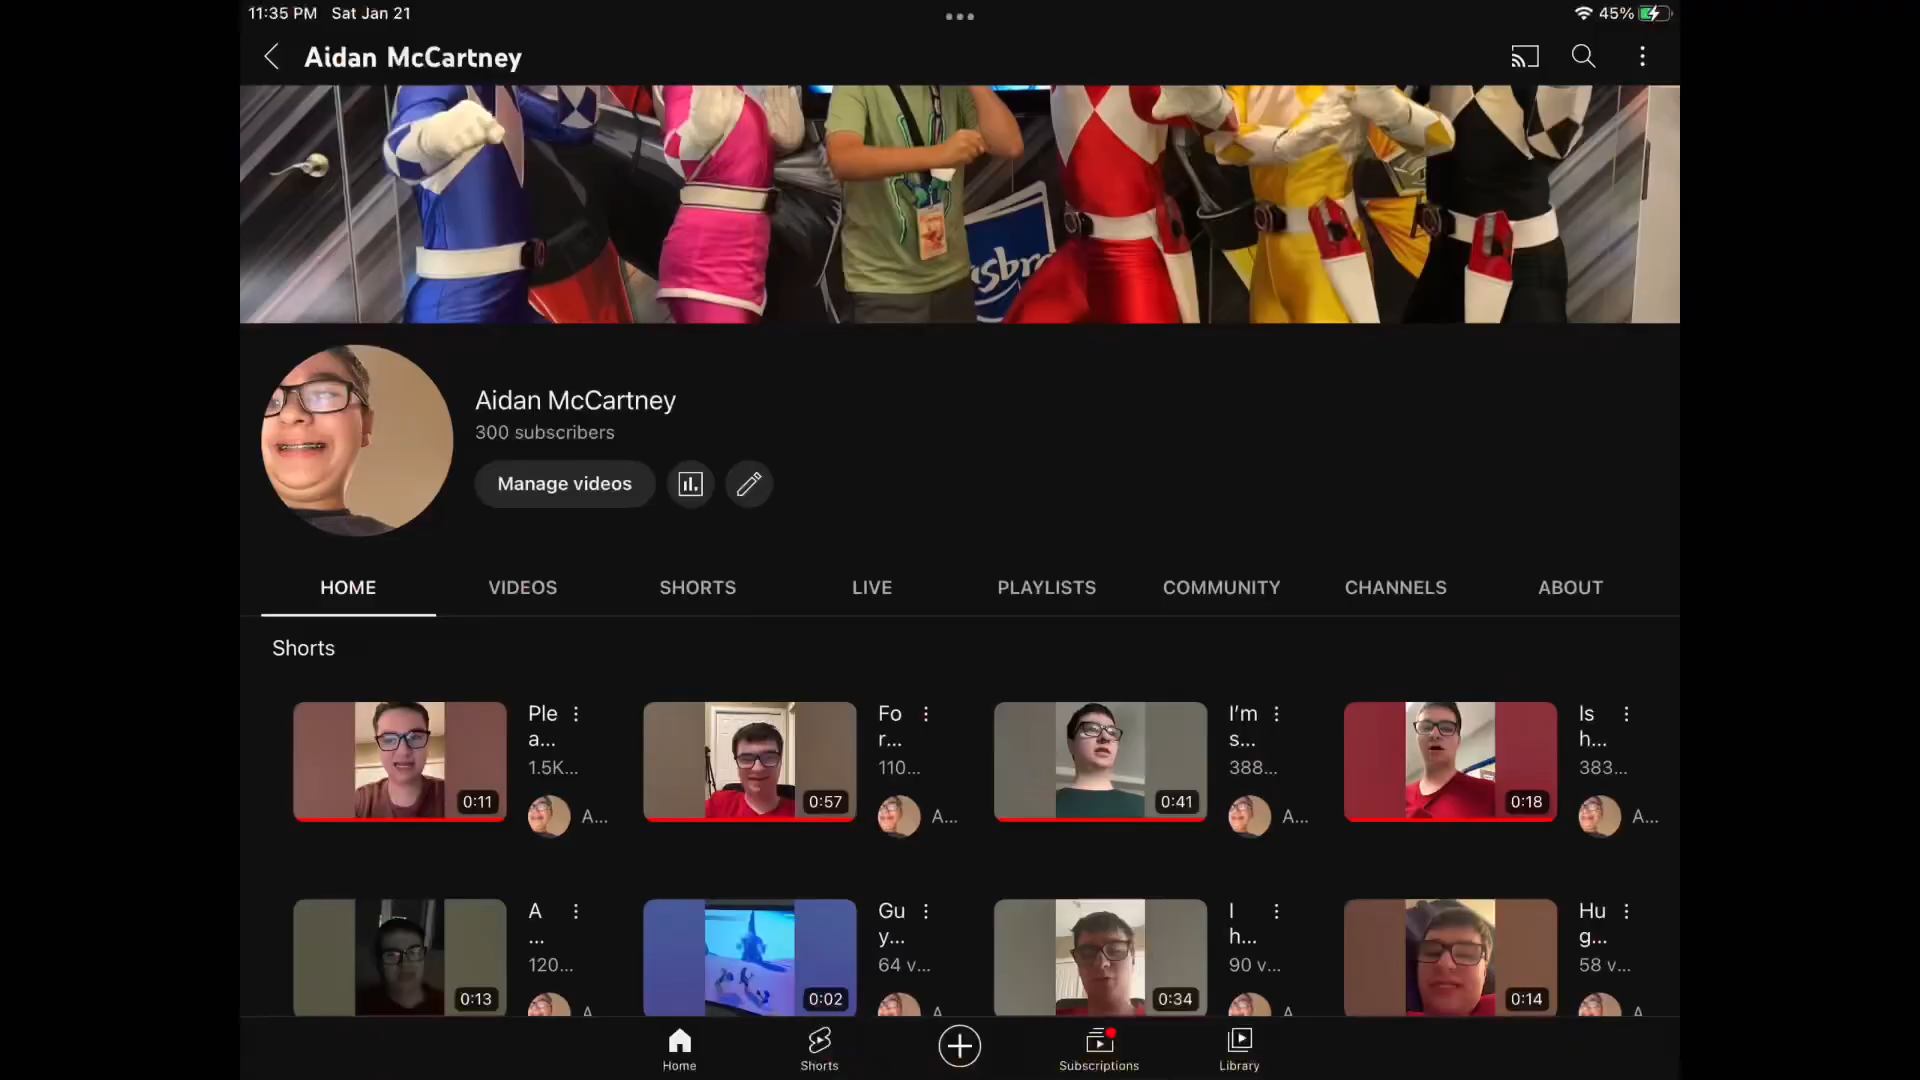 11:35 PM Sat Jan 21
45%
Aidan McCartney
sbro
Aidan McCartney
300 subscribers
Manage videos
HOME VIDEOS SHORTS LIVE PLAYLISTS COMMUNITY CHANNELS ABOUT
Shorts
Ple
a...
1.5K...
0:11
A...
Fo
r...
110...
0:57
A...
I'm
s...
388...
0:41
A...
Is
h...
383...
0:18
A...
A
...
120...
0:13
A
Gu
y...
64 v...
0:02
A
I
h...
90 v...
0:34
A
Hu
g...
58 v...
0:14
A
Home Shorts Subscriptions Library